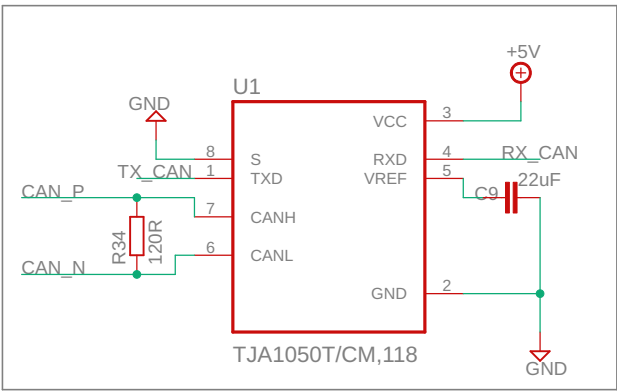 +5V
U1
GND
VCC 3
8 S
RXD 4 RX_CAN
TX_CAN 1 TXD
VREF 5 C9 22uF
CAN_P
7 CANH
R34 120R
6 CANL
CAN_N
GND 2
TJA1050T/CM,118
GND